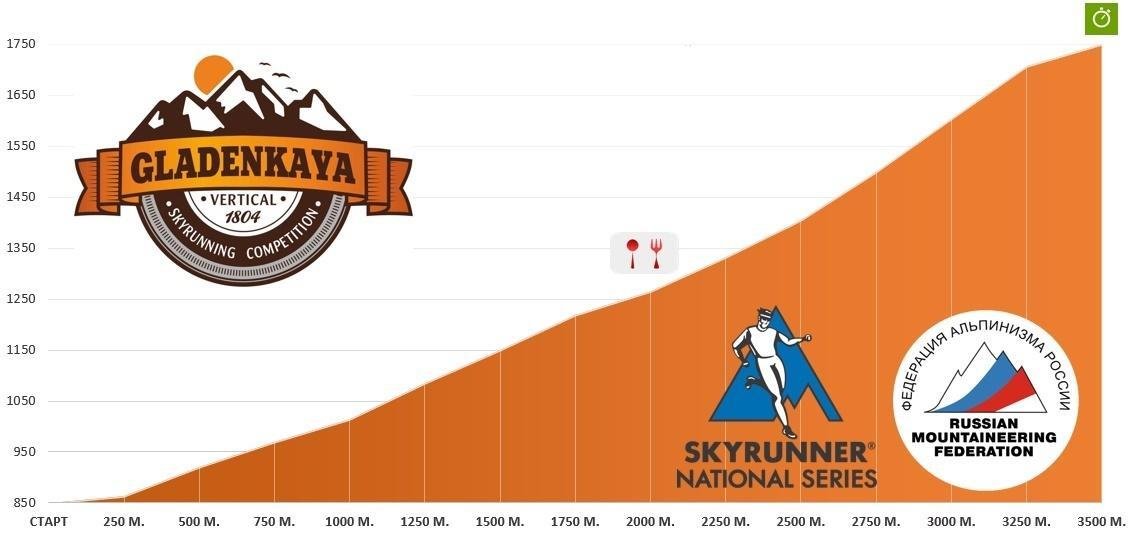 1750
1650
1550
1450
1350
1250
1150
1050
950
850
GLADENKAYA
• VERTICAL •
1804
• SKYRUNNING COMPETITION •
SKYRUNNER®
NATIONAL SERIES
ФЕДЕРАЦИЯ АЛЬПИНИЗМА РОССИИ
RUSSIAN
MOUNTAINEERING
FEDERATION
СТАРТ 250 М. 500 М. 750 М. 1000 М. 1250 М. 1500 М. 1750 М. 2000 М. 2250 М. 2500 М. 2750 М. 3000 М. 3250 М. 3500 М.